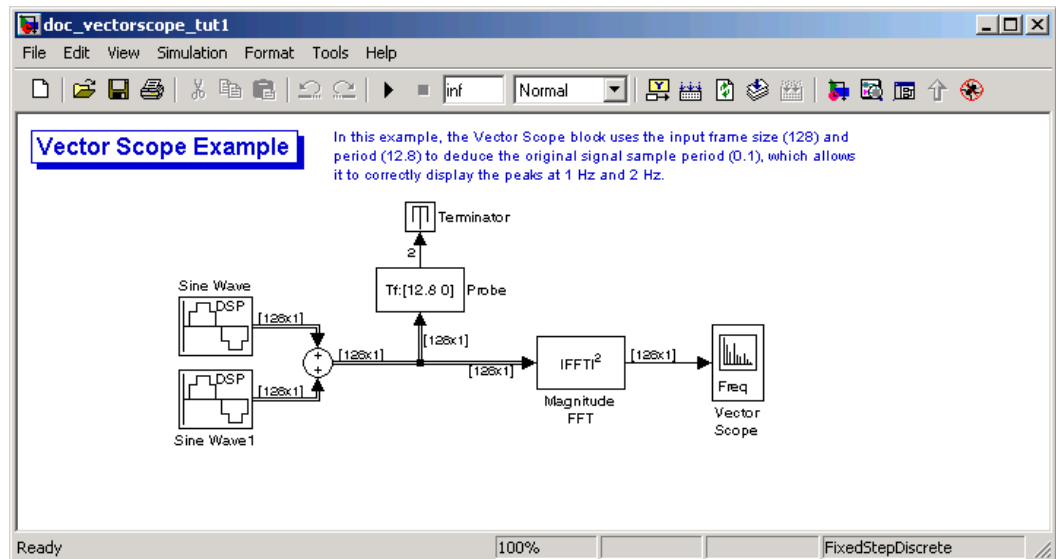 doc_vectorscope_tut1
File Edit View Simulation Format Tools Help
inf Normal
Vector Scope Example
In this example, the Vector Scope block uses the input frame size (128) and
period (12.8) to deduce the original signal sample period (0.1), which allows
it to correctly display the peaks at 1 Hz and 2 Hz.
Terminator
2
Tf:[12.8 0] Probe
Sine Wave
DSP
[128x1]
[128x1]
[128x1]
[128x1]
|FFT|²
[128x1]
Magnitude
FFT
Freq
Vector
Scope
DSP
[128x1]
Sine Wave1
Ready 100% FixedStepDiscrete